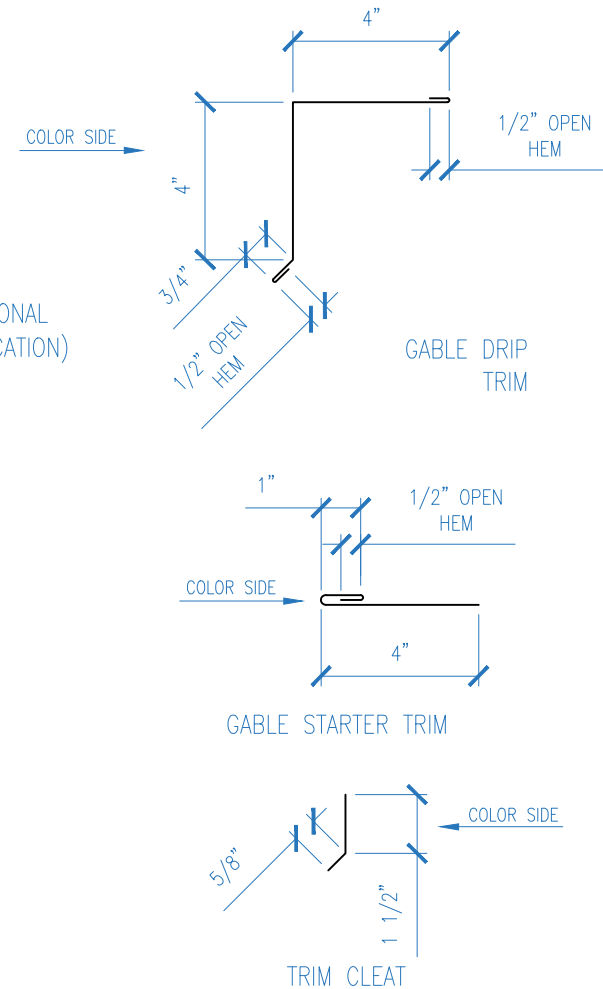 4"
COLOR SIDE
1/2" OPEN
HEM
4"
3/4"
1/2" OPEN
HEM
ONAL
CATION)
GABLE DRIP
TRIM
1"
1/2" OPEN
HEM
COLOR SIDE
4"
GABLE STARTER TRIM
COLOR SIDE
5/8"
1 1/2"
TRIM CLEAT